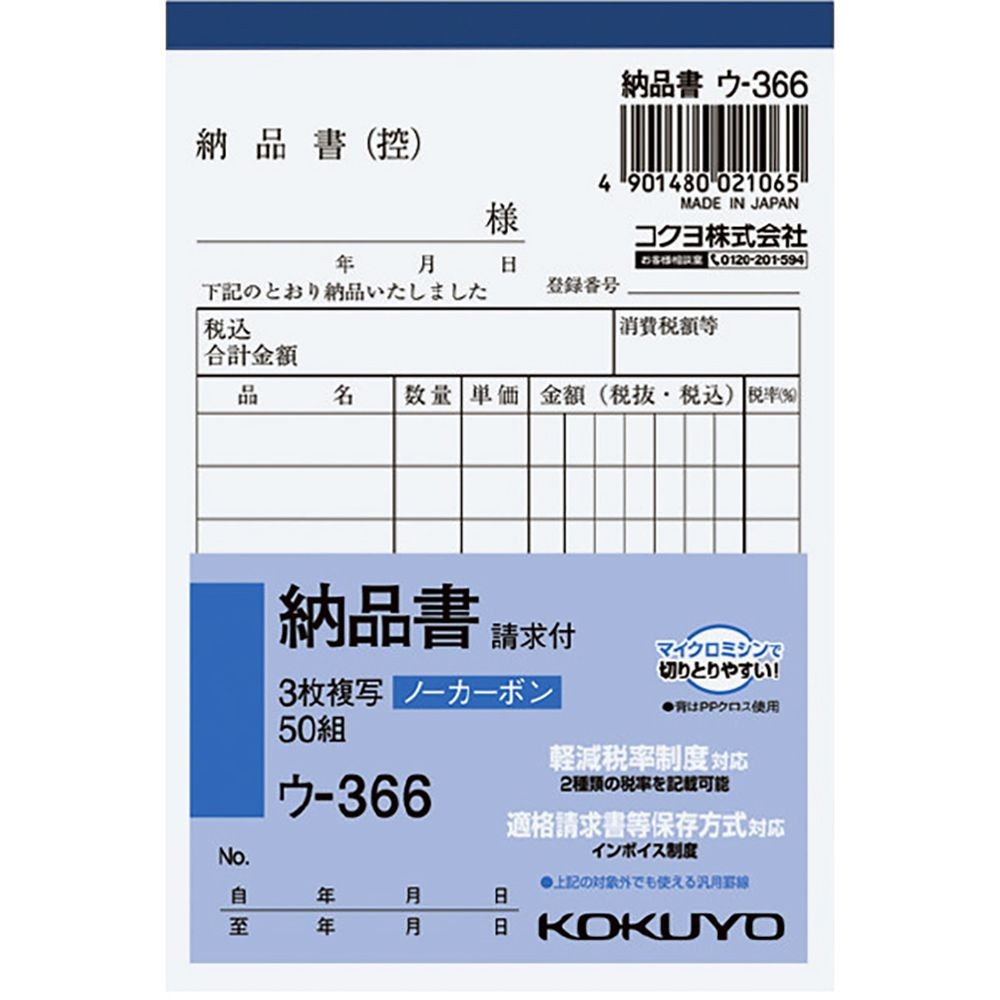 納品書 ウ-366
4 901480 021065
MADE IN JAPAN
コクヨ株式会社
お客様相談室 0120-201-594
納品書(控)
様
年 月 日
下記のとおり納品いたしました
登録番号
税込
合計金額
消費税額等
品名 数量 単価 金額(税抜・税込) 税率(%)
納品書 請求付
3枚複写 ノーカーボン
50組
ウ-366
マイクロミシンで
切りとりやすい!
●背はPPクロス使用
軽減税率制度対応
2種類の税率を記載可能
適格請求書等保存方式対応
インボイス制度
●上記の対象外でも使える汎用罫線
No.
自 年 月 日
至 年 月 日
KOKUYO